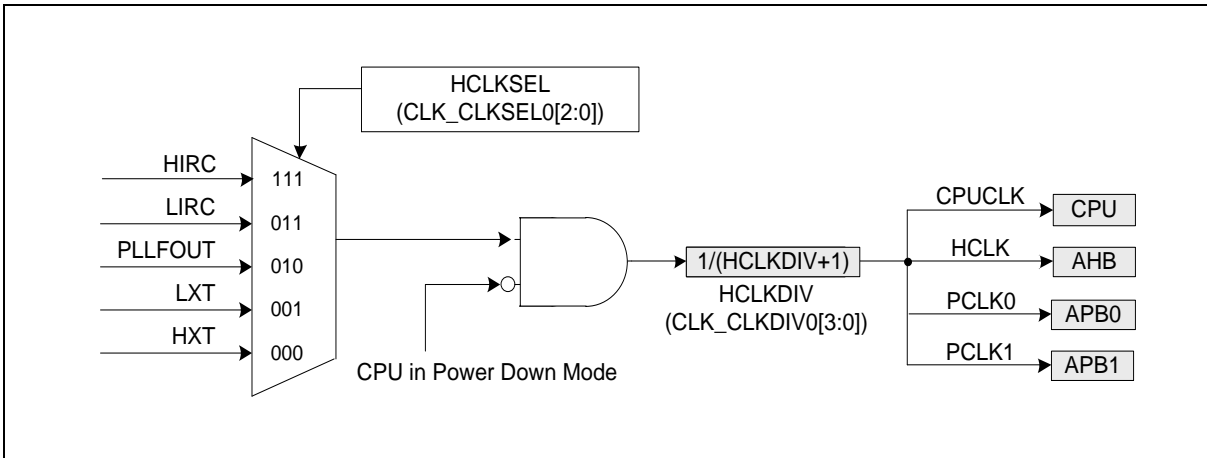 HCLKSEL
(CLK_CLKSEL0[2:0])
HIRC
111
LIRC
011
PLLFOUT
010
LXT
001
HXT
000
CPU in Power Down Mode
1/(HCLKDIV+1)
HCLKDIV
(CLK_CLKDIV0[3:0])
CPUCLK
CPU
HCLK
AHB
PCLK0
APB0
PCLK1
APB1